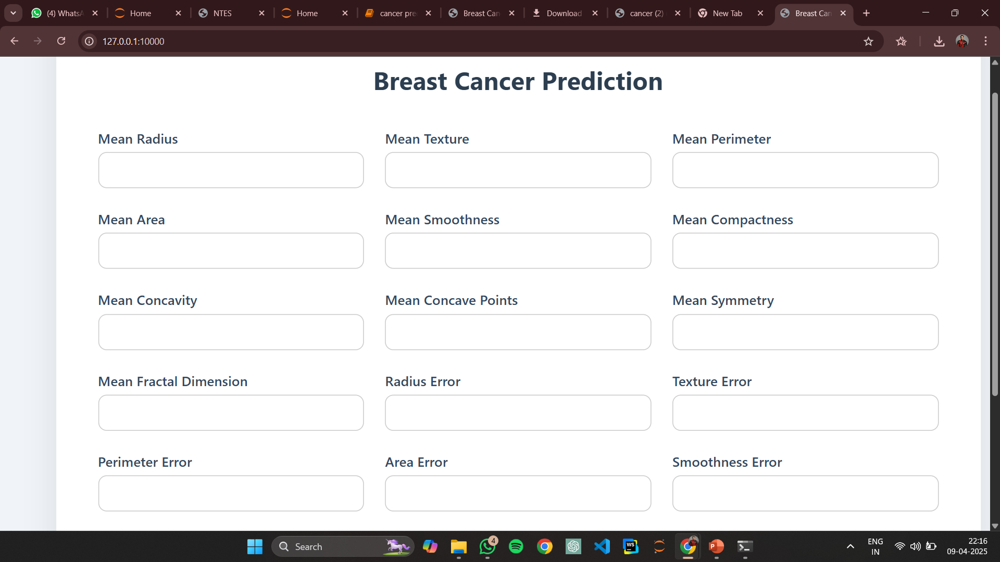 (4) WhatsA
Home
NTES
Home
cancer pre
Breast Can
Download
cancer (2)
New Tab
Breast Can
127.0.0.1:10000
Breast Cancer Prediction
Mean Radius
Mean Texture
Mean Perimeter
Mean Area
Mean Smoothness
Mean Compactness
Mean Concavity
Mean Concave Points
Mean Symmetry
Mean Fractal Dimension
Radius Error
Texture Error
Perimeter Error
Area Error
Smoothness Error
Search
4
WS
P
ENG
IN
22:16
09-04-2025